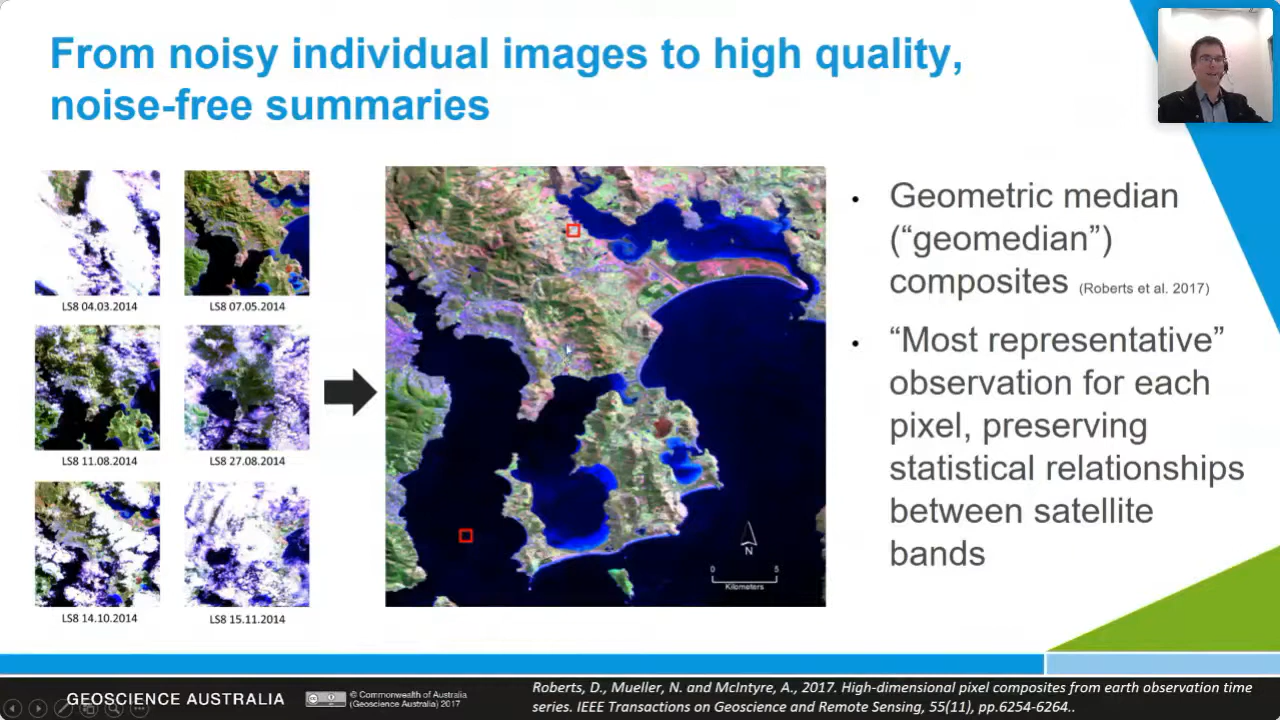 From noisy individual images to high quality,
noise-free summaries
LS8 04.03.2014
LS8 07.05.2014
LS8 11.08.2014
LS8 27.08.2014
LS8 14.10.2014
LS8 15.11.2014
N
0 5
Kilometers
• Geometric median
(“geomedian”)
composites (Roberts et al. 2017)
• “Most representative”
observation for each
pixel, preserving
statistical relationships
between satellite
bands
GEOSCIENCE AUSTRALIA
© Commonwealth of Australia
(Geoscience Australia) 2017
Roberts, D., Mueller, N. and McIntyre, A., 2017. High-dimensional pixel composites from earth observation time
series. IEEE Transactions on Geoscience and Remote Sensing, 55(11), pp.6254-6264..